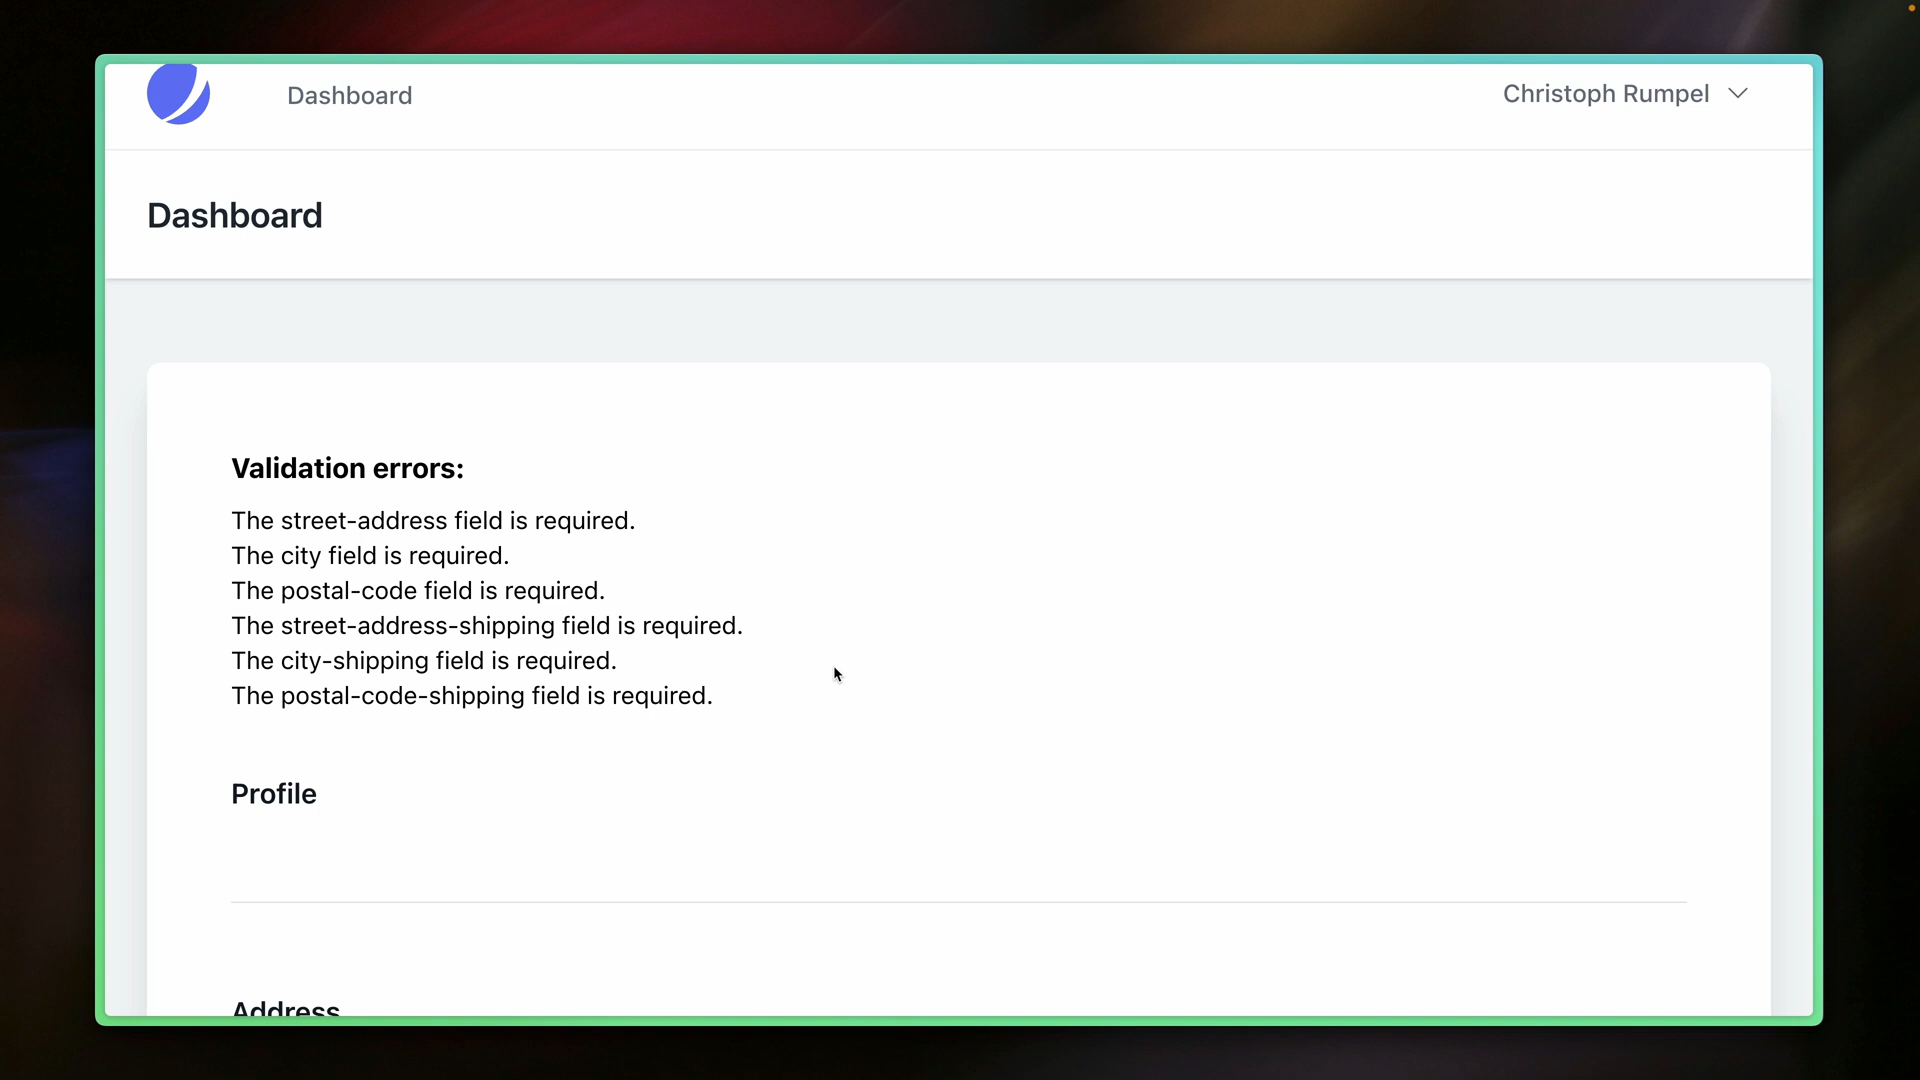 Dashboard
Christoph Rumpel
Dashboard
Validation errors:
The street-address field is required.
The city field is required.
The postal-code field is required.
The street-address-shipping field is required.
The city-shipping field is required.
The postal-code-shipping field is required.
Profile
Address